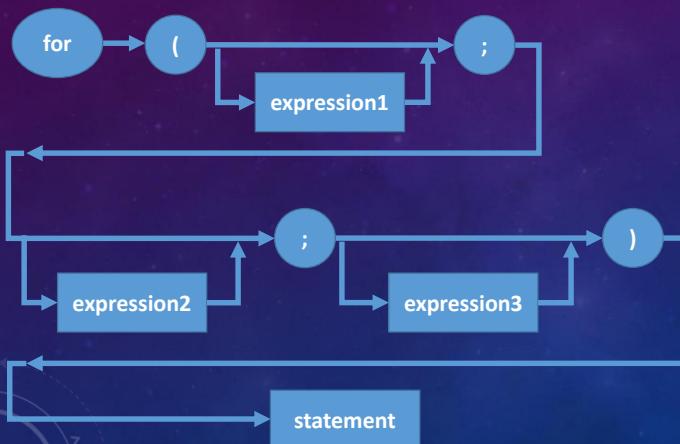 for ( ;
expression1
; )
expression2 expression3
statement